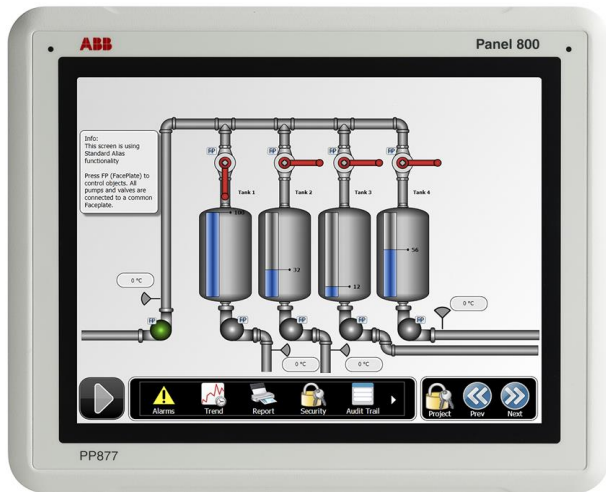 ABB
Panel 800
Info:
This screen is using
Standard Alias
functionality
Press FP (FacePlate) to
control objects. All
pumps and valves are
connected to a common
Faceplate.
FP
FP
FP
FP
Tank 1
Tank 2
Tank 3
Tank 4
100
32
12
56
0 °C
0 °C
FP
FP
FP
FP
FP
0 °C
0 °C
Alarms
Trend
Report
Security
Audit Trail
Project
Prev
Next
PP877